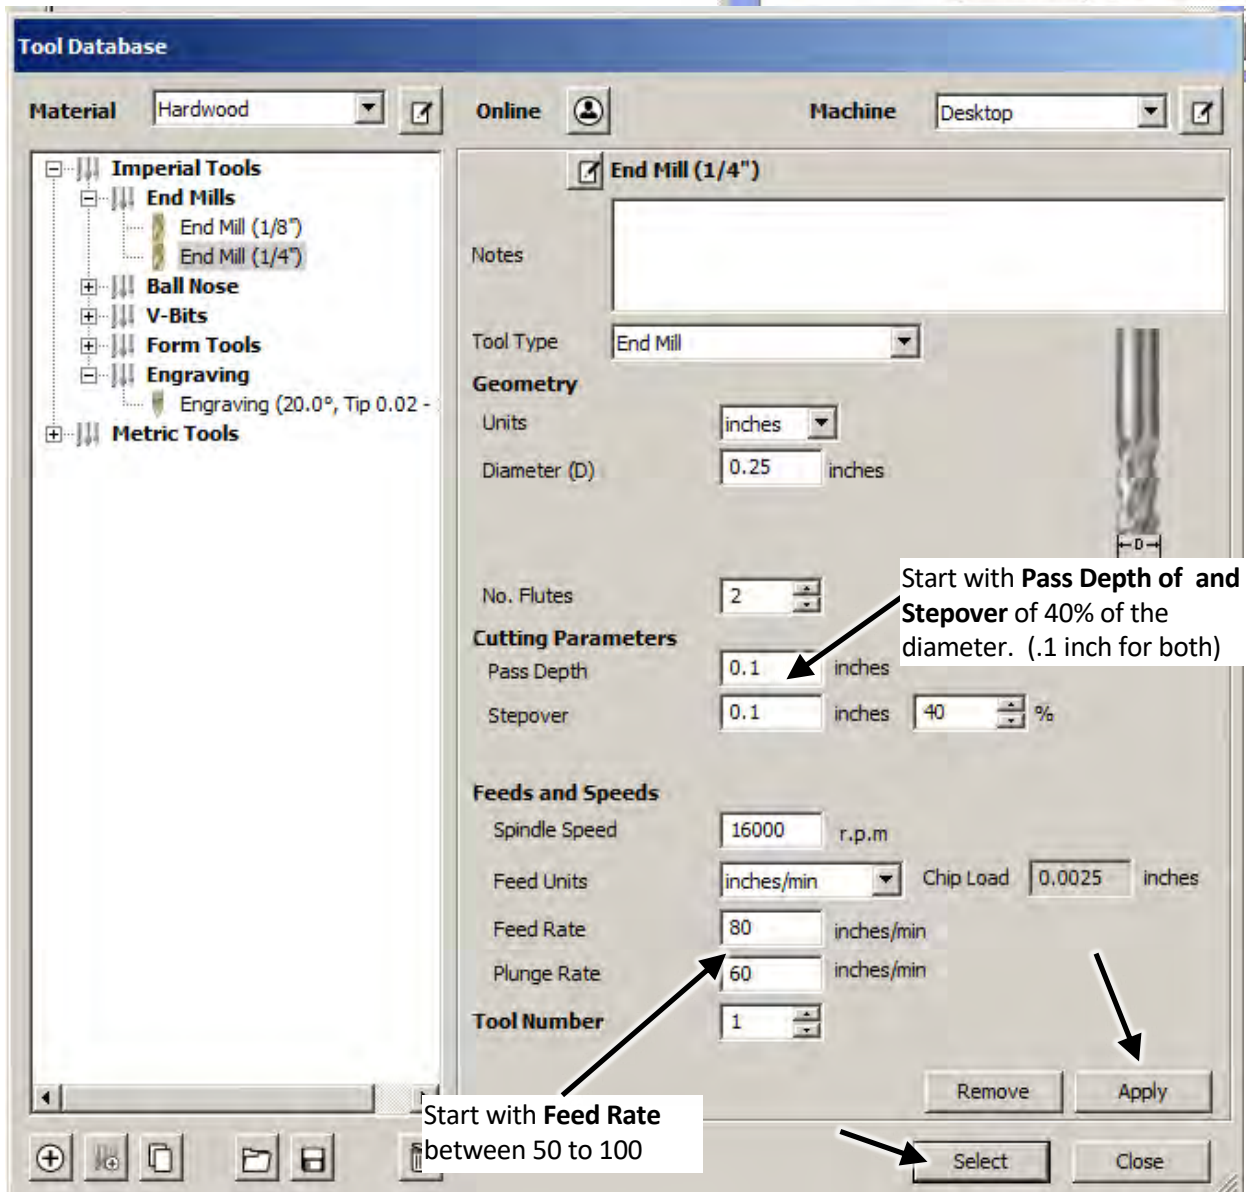 Tool Database
Material Hardwood Online Machine Desktop
Imperial Tools
End Mills
End Mill (1/8")
End Mill (1/4")
Ball Nose
V-Bits
Form Tools
Engraving
Engraving (20.0°, Tip 0.02 -
Metric Tools
End Mill (1/4")
Notes
Tool Type End Mill
Geometry
Units inches
Diameter (D) 0.25 inches
D
No. Flutes 2
Start with Pass Depth of and
Stepover of 40% of the
diameter. (.1 inch for both)
Cutting Parameters
Pass Depth 0.1 inches
Stepover 0.1 inches 40 %
Feeds and Speeds
Spindle Speed 16000 r.p.m
Feed Units inches/min Chip Load 0.0025 inches
Feed Rate 80 inches/min
Plunge Rate 60 inches/min
Tool Number 1
Start with Feed Rate
between 50 to 100
Remove Apply
Select Close